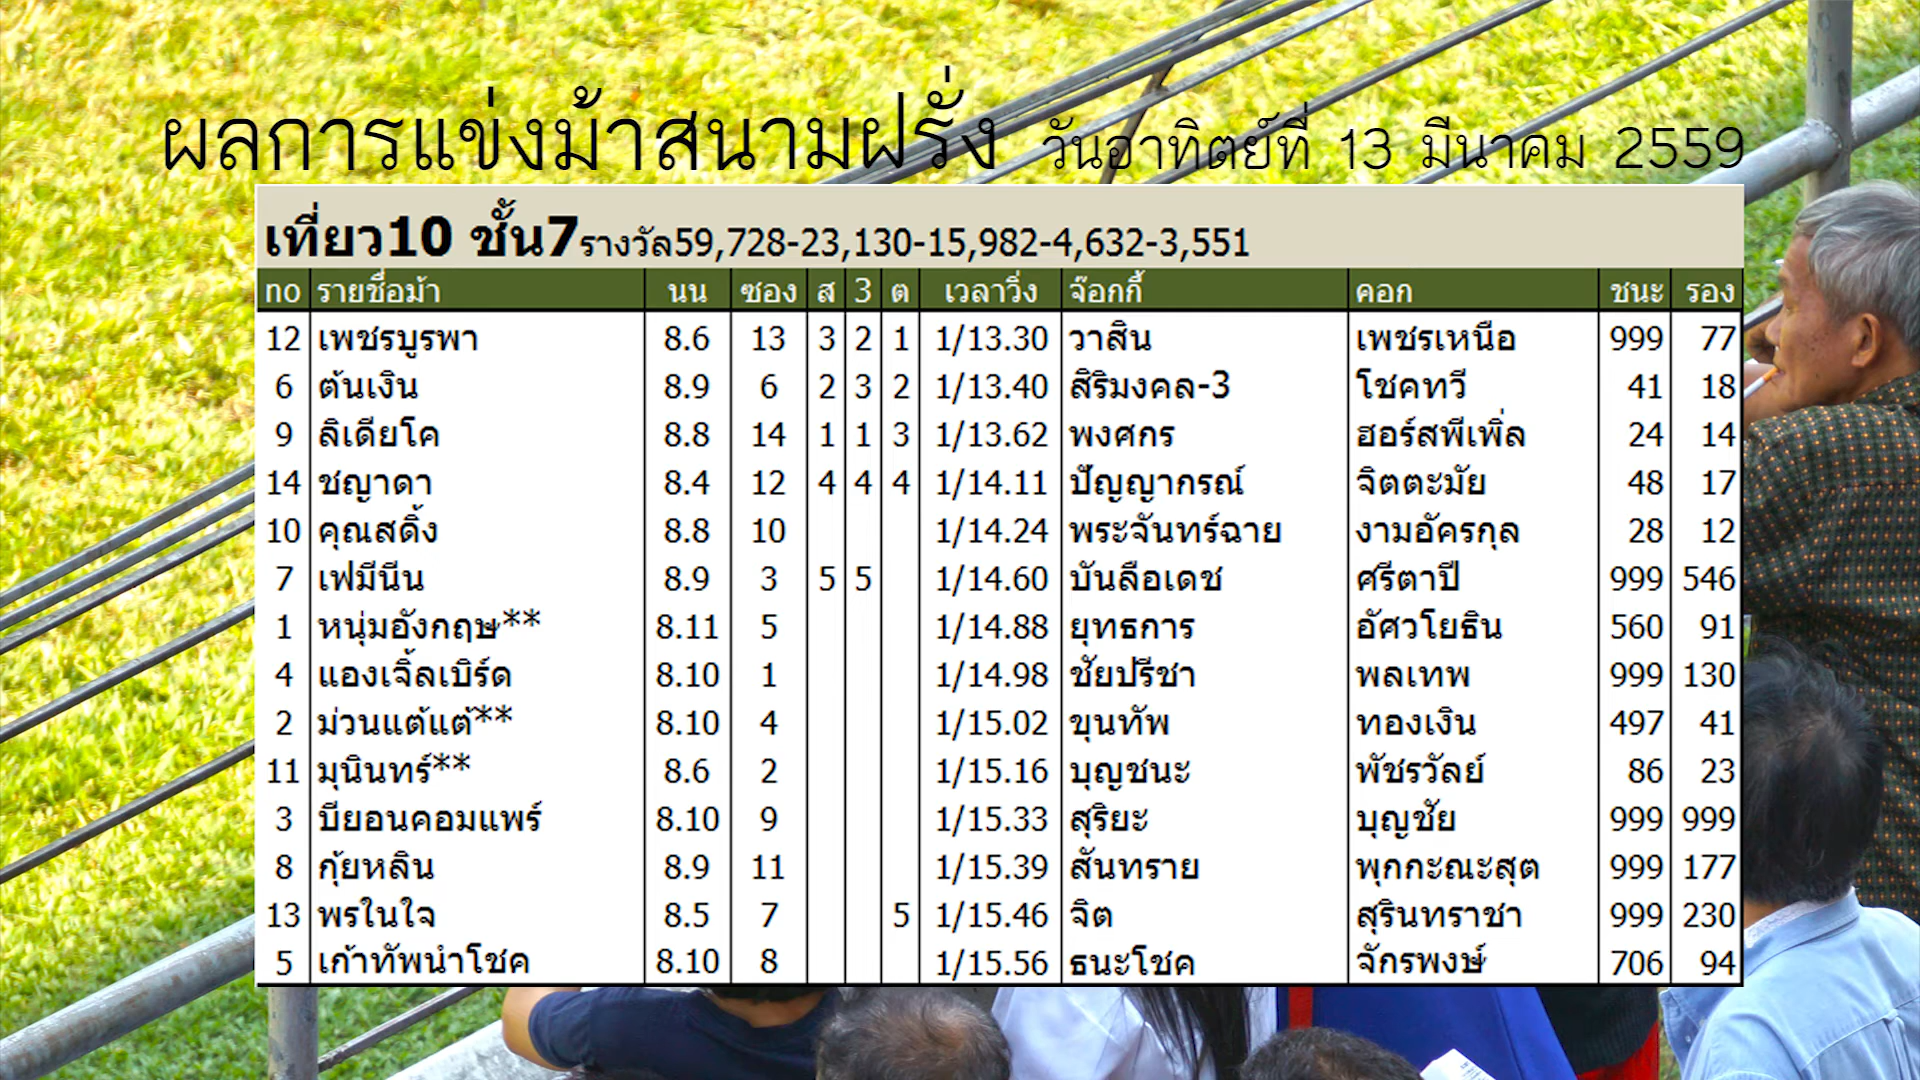 ผลการแข่งม้าสนามฝรั่ง วันอาทิตย์ที่ 13 มีนาคม 2559
เที่ยว10 ชั้น7รางวัล59,728-23,130-15,982-4,632-3,551
no รายชื่อม้า นน ซอง ส 3 ต เวลาวิ่ง จ๊อกกี้ คอก ชนะ รอง
12 เพชรบูรพา 8.6 13 3 2 1 1/13.30 วาสิน เพชรเหนือ 999 77
6 ต้นเงิน 8.9 6 2 3 2 1/13.40 สิริมงคล-3 โชคทวี 41 18
9 ลิเดียโค 8.8 14 1 1 3 1/13.62 พงศกร ฮอร์สพีเพิ่ล 24 14
14 ชญาดา 8.4 12 4 4 4 1/14.11 ปัญญากรณ์ จิตตะมัย 48 17
10 คุณสดิ้ง 8.8 10 1/14.24 พระจันทร์ฉาย งามอัครกุล 28 12
7 เฟมีนีน 8.9 3 5 5 1/14.60 บันลือเดช ศรีตาปี 999 546
1 หนุ่มอังกฤษ** 8.11 5 1/14.88 ยุทธการ อัศวโยธิน 560 91
4 แองเจิ้ลเบิร์ด 8.10 1 1/14.98 ชัยปรีชา พลเทพ 999 130
2 ม่วนแต้แต้** 8.10 4 1/15.02 ขุนทัพ ทองเงิน 497 41
11 มุนินทร์** 8.6 2 1/15.16 บุญชนะ พัชรวัลย์ 86 23
3 บียอนคอมแพร์ 8.10 9 1/15.33 สุริยะ บุญชัย 999 999
8 กุ้ยหลิน 8.9 11 1/15.39 สันทราย พุกกะณะสุต 999 177
13 พรในใจ 8.5 7 5 1/15.46 จิต สุรินทราชา 999 230
5 เก้าทัพนำโชค 8.10 8 1/15.56 ธนะโชค จักรพงษ์ 706 94